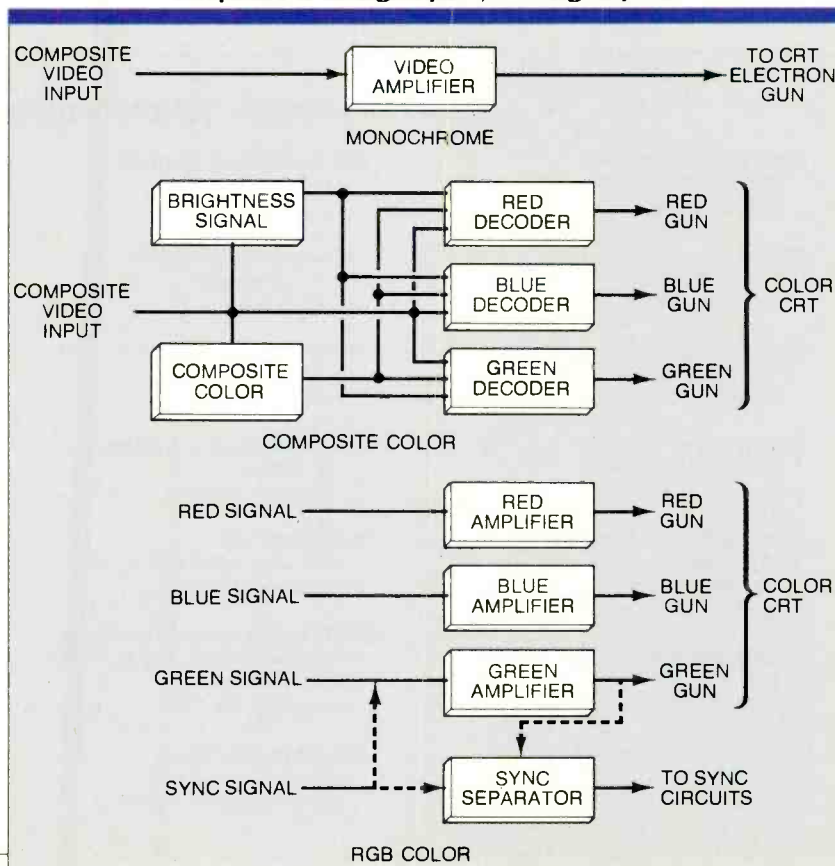 COMPOSITE
VIDEO
INPUT
VIDEO
AMPLIFIER
TO CRT
ELECTRON
GUN
MONOCHROME
BRIGHTNESS
SIGNAL
COMPOSITE
VIDEO
INPUT
COMPOSITE
COLOR
RED
DECODER
BLUE
DECODER
GREEN
DECODER
RED
GUN
BLUE
GUN
GREEN
GUN
COLOR
CRT
COMPOSITE COLOR
RED SIGNAL
RED
AMPLIFIER
RED
GUN
BLUE SIGNAL
BLUE
AMPLIFIER
BLUE
GUN
COLOR
CRT
GREEN SIGNAL
GREEN
AMPLIFIER
GREEN
GUN
SYNC SIGNAL
SYNC
SEPARATOR
TO SYNC
CIRCUITS
RGB COLOR